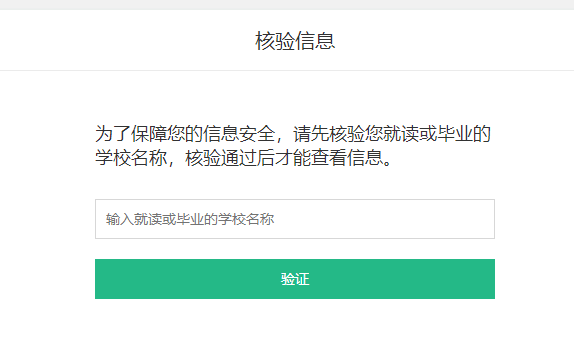 核验信息
为了保障您的信息安全，请先核验您就读或毕业的
学校名称，核验通过后才能查看信息。
输入就读或毕业的学校名称
验证